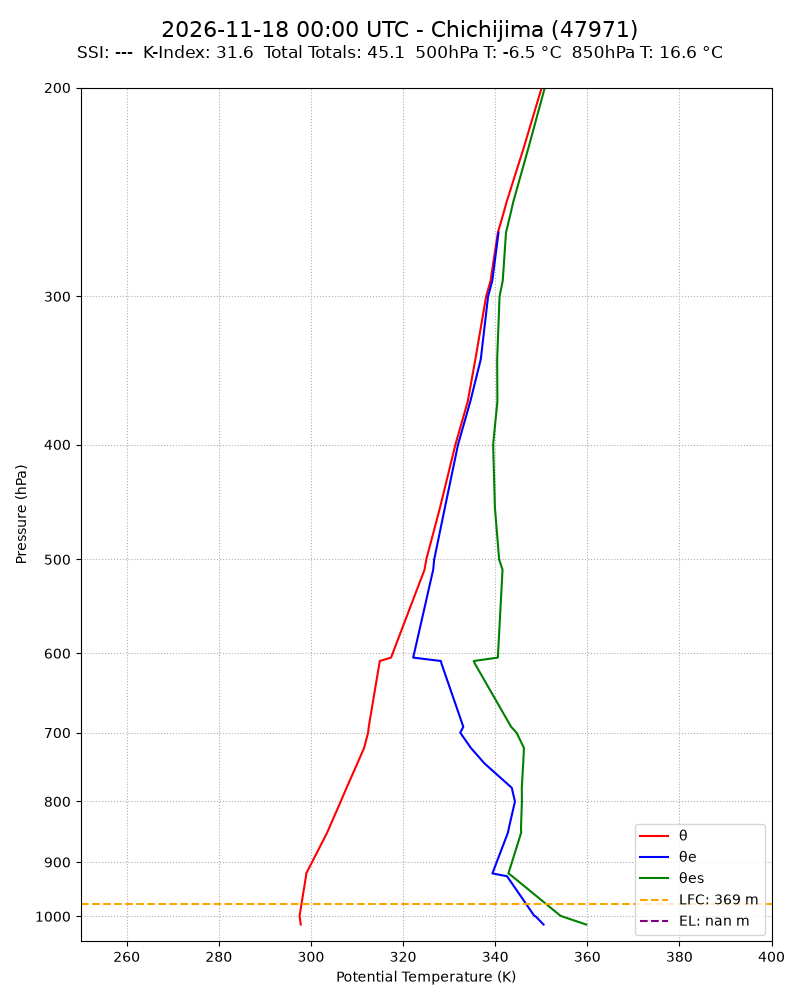 2026-11-18 00:00 UTC - Chichijima (47971)
SSI: ---  K-Index: 31.6  Total Totals: 45.1  500hPa T: -6.5 °C  850hPa T: 16.6 °C
200
300
400
500
600
700
800
900
1000
Pressure (hPa)
260
280
300
320
340
360
380
400
Potential Temperature (K)
θ
θe
θes
LFC: 369 m
EL: nan m